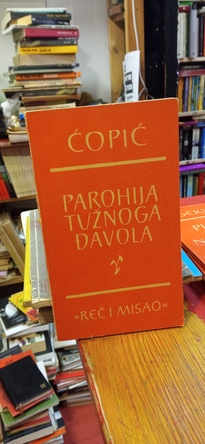 ĆOPIĆ
PAROHIJA
TUŽNOGA
ĐAVOLA
»REČ I MISAO«